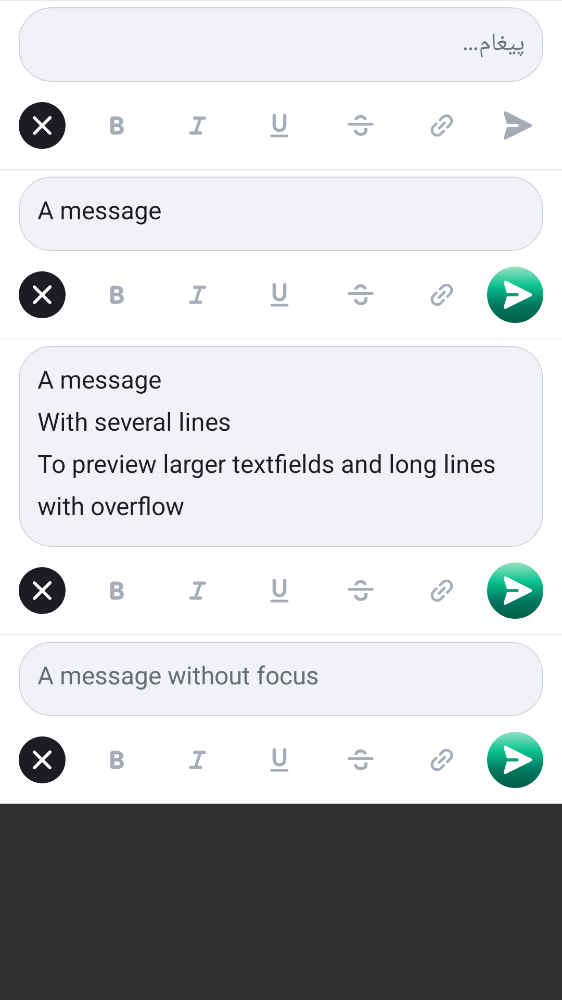 پیغام...
A message
A message
With several lines
To preview larger textfields and long lines
with overflow
A message without focus